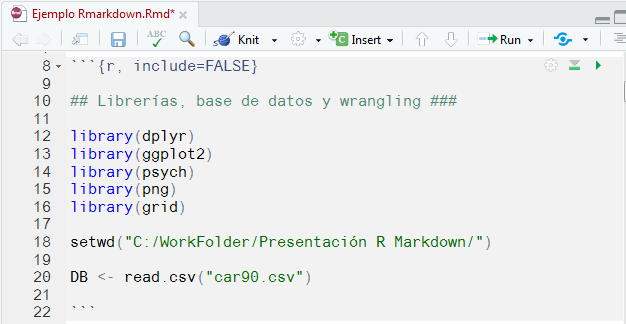 Ejemplo Rmarkdown.Rmd*
ABC Knit Insert Run
8 ```{r, include=FALSE}
9
10 ## Librerías, base de datos y wrangling ###
11
12 library(dplyr)
13 library(ggplot2)
14 library(psych)
15 library(png)
16 library(grid)
17
18 setwd("C:/WorkFolder/Presentación R Markdown/")
19
20 DB <- read.csv("car90.csv")
21
22 ```